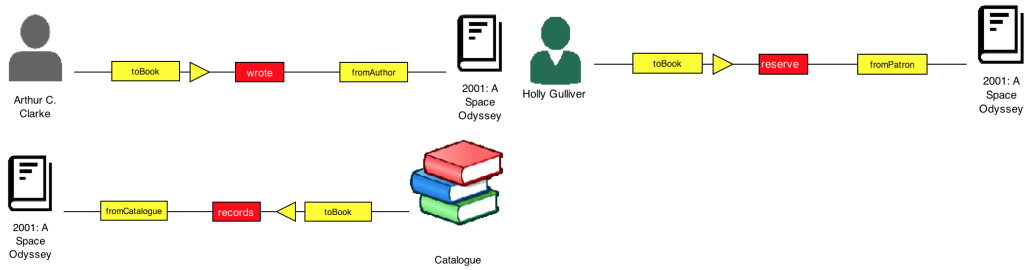 toBook
wrote
fromAuthor
Arthur C.
Clarke
2001: A
Space
Odyssey
toBook
reserve
fromPatron
Holly Gulliver
2001: A
Space
Odyssey
fromCatalogue
records
toBook
2001: A
Space
Odyssey
Catalogue